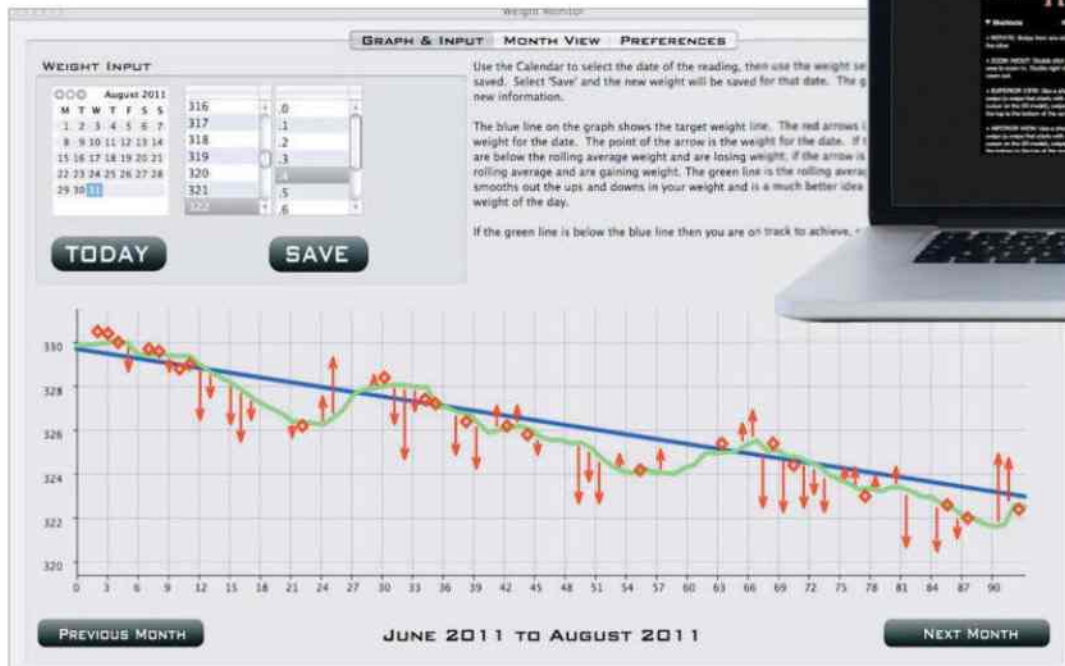 Weight Monitor
GRAPH & INPUT MONTH VIEW PREFERENCES
WEIGHT INPUT
August 2011
M T W T F S S
1 2 3 4 5 6 7
8 9 10 11 12 13 14
15 16 17 18 19 20 21
22 23 24 25 26 27 28
29 30 31
316
317
318
319
320
321
322
.0
.1
.2
.3
.4
.5
.6
TODAY
SAVE
Use the Calendar to select the date of the reading, then use the weight se
saved. Select 'Save' and the new weight will be saved for that date. The g
new information.
The blue line on the graph shows the target weight line. The red arrows
weight for the date. The point of the arrow is the weight for the date. If
are below the rolling average weight and are losing weight, if the arrow is
rolling average and are gaining weight. The green line is the rolling averag
smooths out the ups and downs in your weight and is a much better idea
weight of the day.
If the green line is below the blue line then you are on track to achieve,
Shortcuts
330
328
326
324
322
320
0 3 6 9 12 15 18 21 24 27 30 33 36 39 42 45 48 51 54 57 60 63 66 69 72 75 78 81 84 87 90
PREVIOUS MONTH
JUNE 2011 TO AUGUST 2011
NEXT MONTH